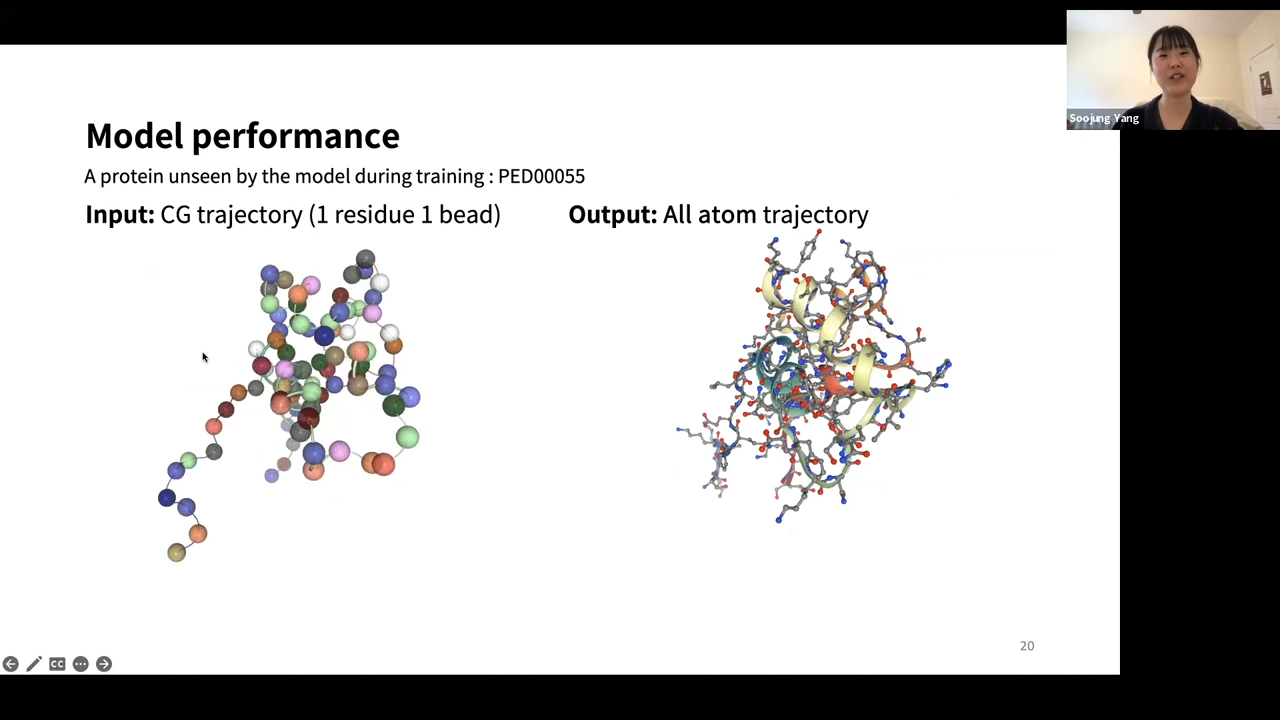 Model performance
A protein unseen by the model during training : PED00055
Input: CG trajectory (1 residue 1 bead)
Output: All atom trajectory
Soojung Yang
20
CC